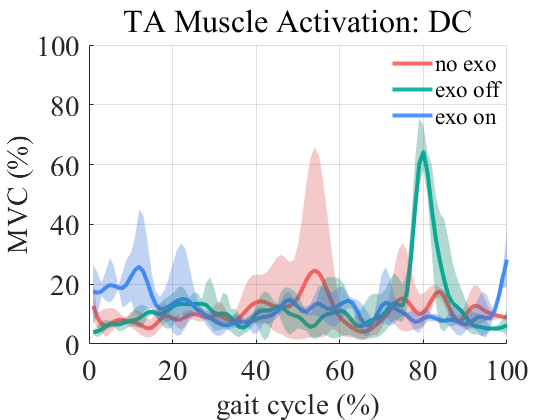 TA Muscle Activation: DC
100
80
60
40
20
0
MVC (%)
no exo
exo off
exo on
0 20 40 60 80 100
gait cycle (%)